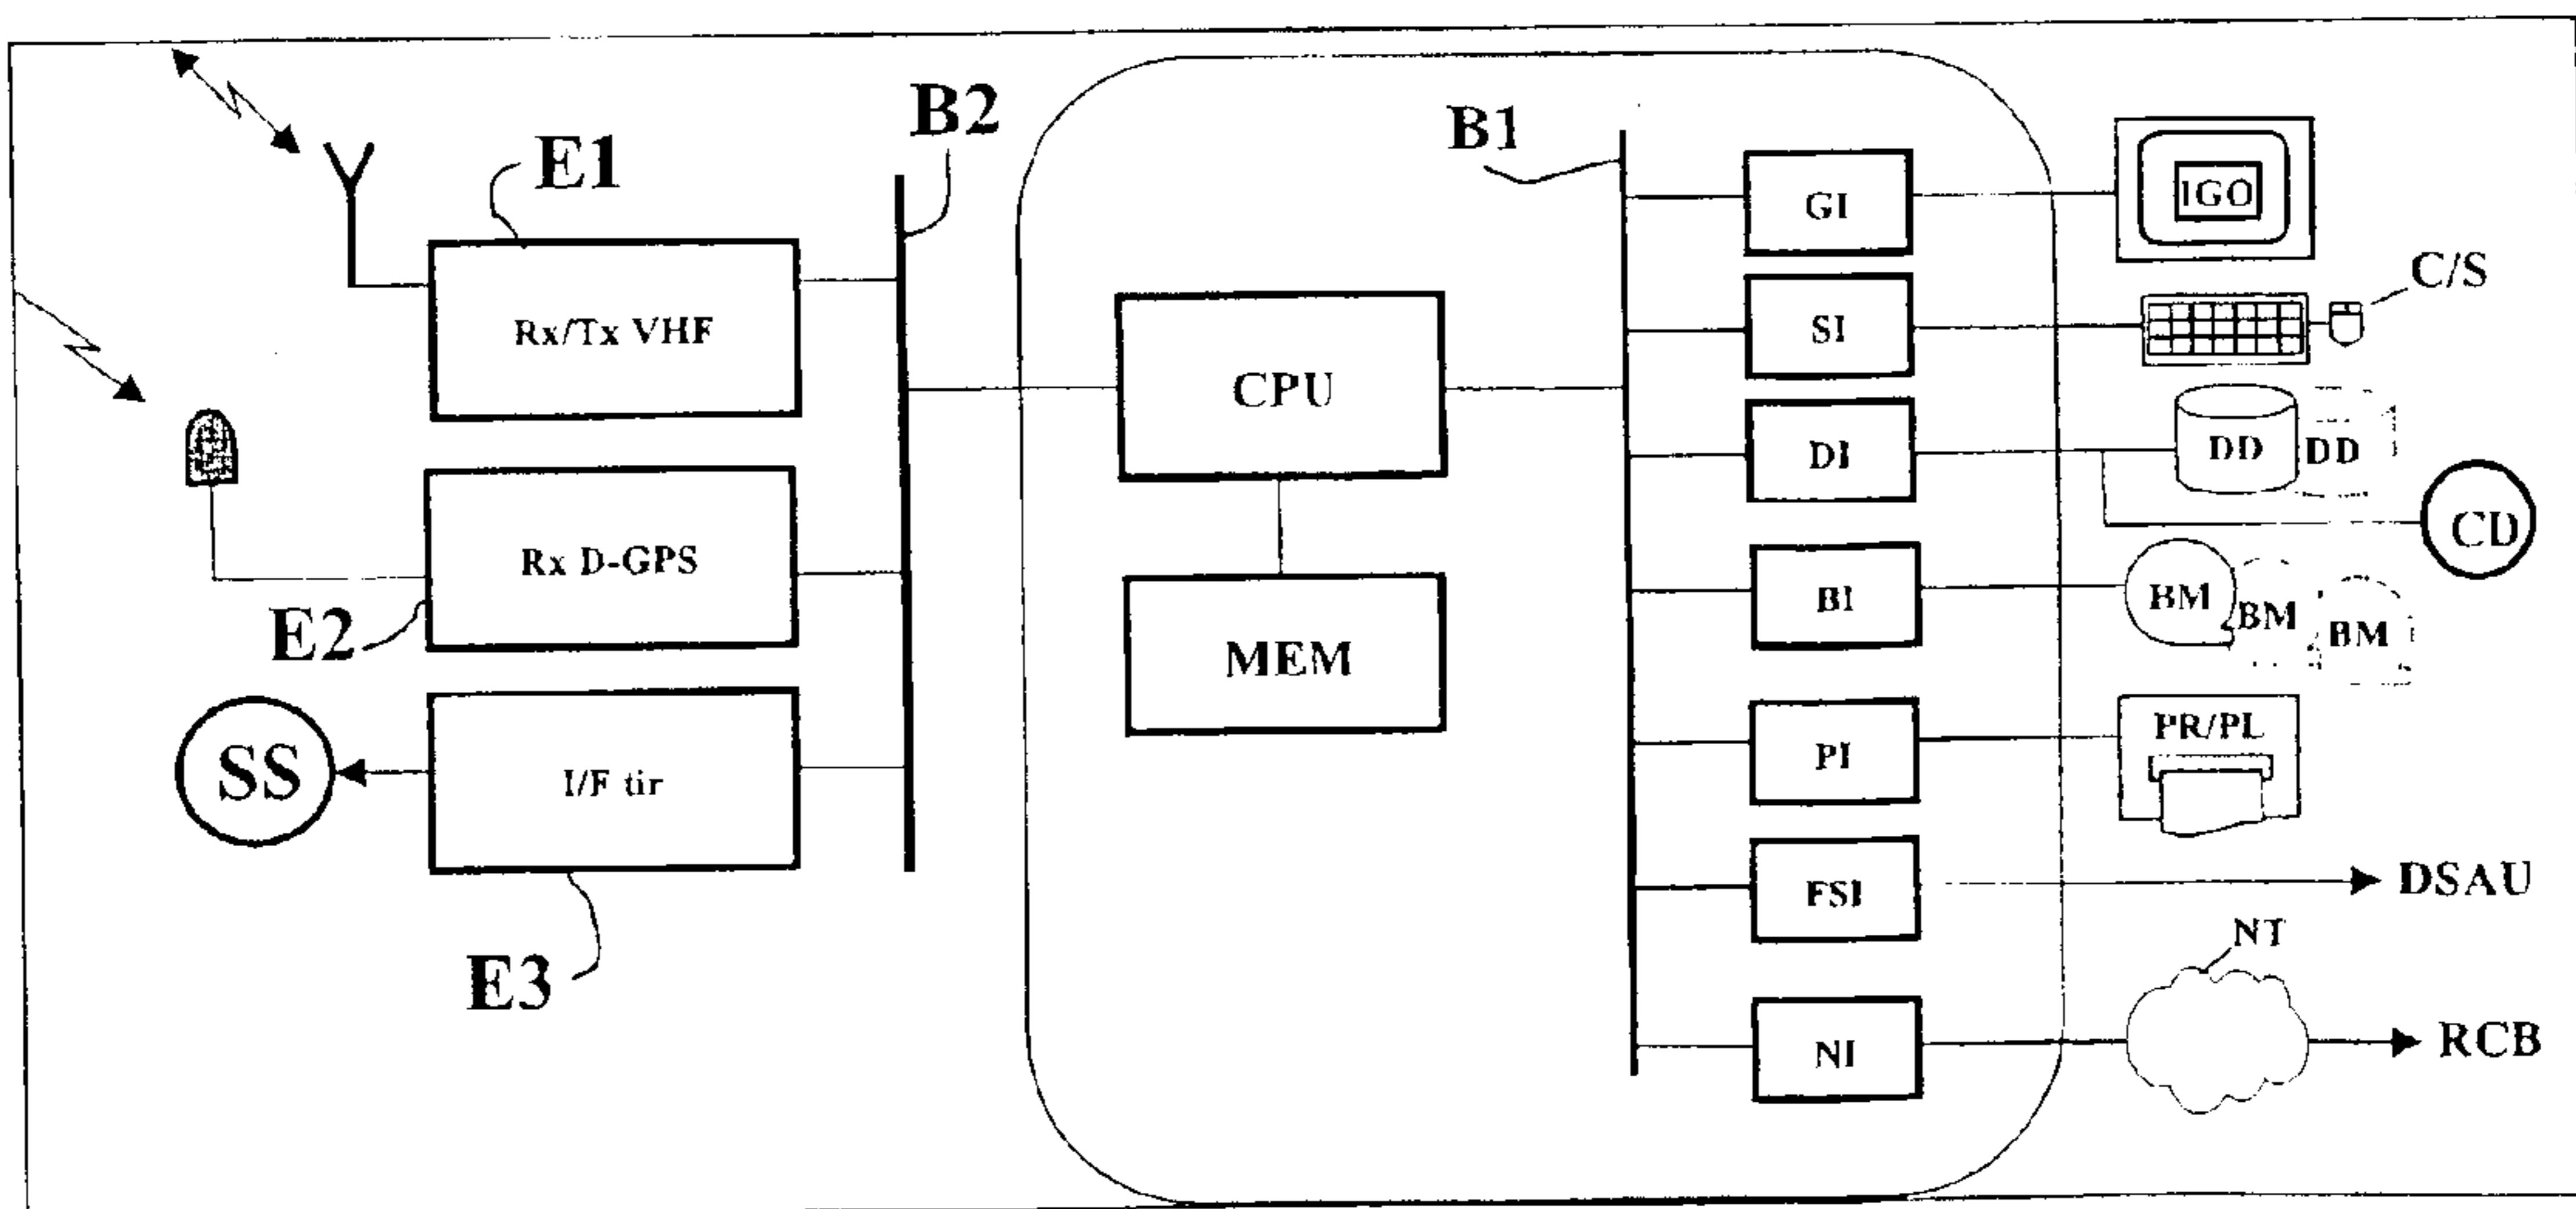 B2
B1
E1
GI
IGO
C/S
Rx/Tx VHF
SI
CPU
DI
DD
DD
CD
Rx D-GPS
BI
BM
BM
BM
E2
MEM
PR/PL
SS
I/F tir
PI
FSI
DSAU
NT
E3
NI
RCB